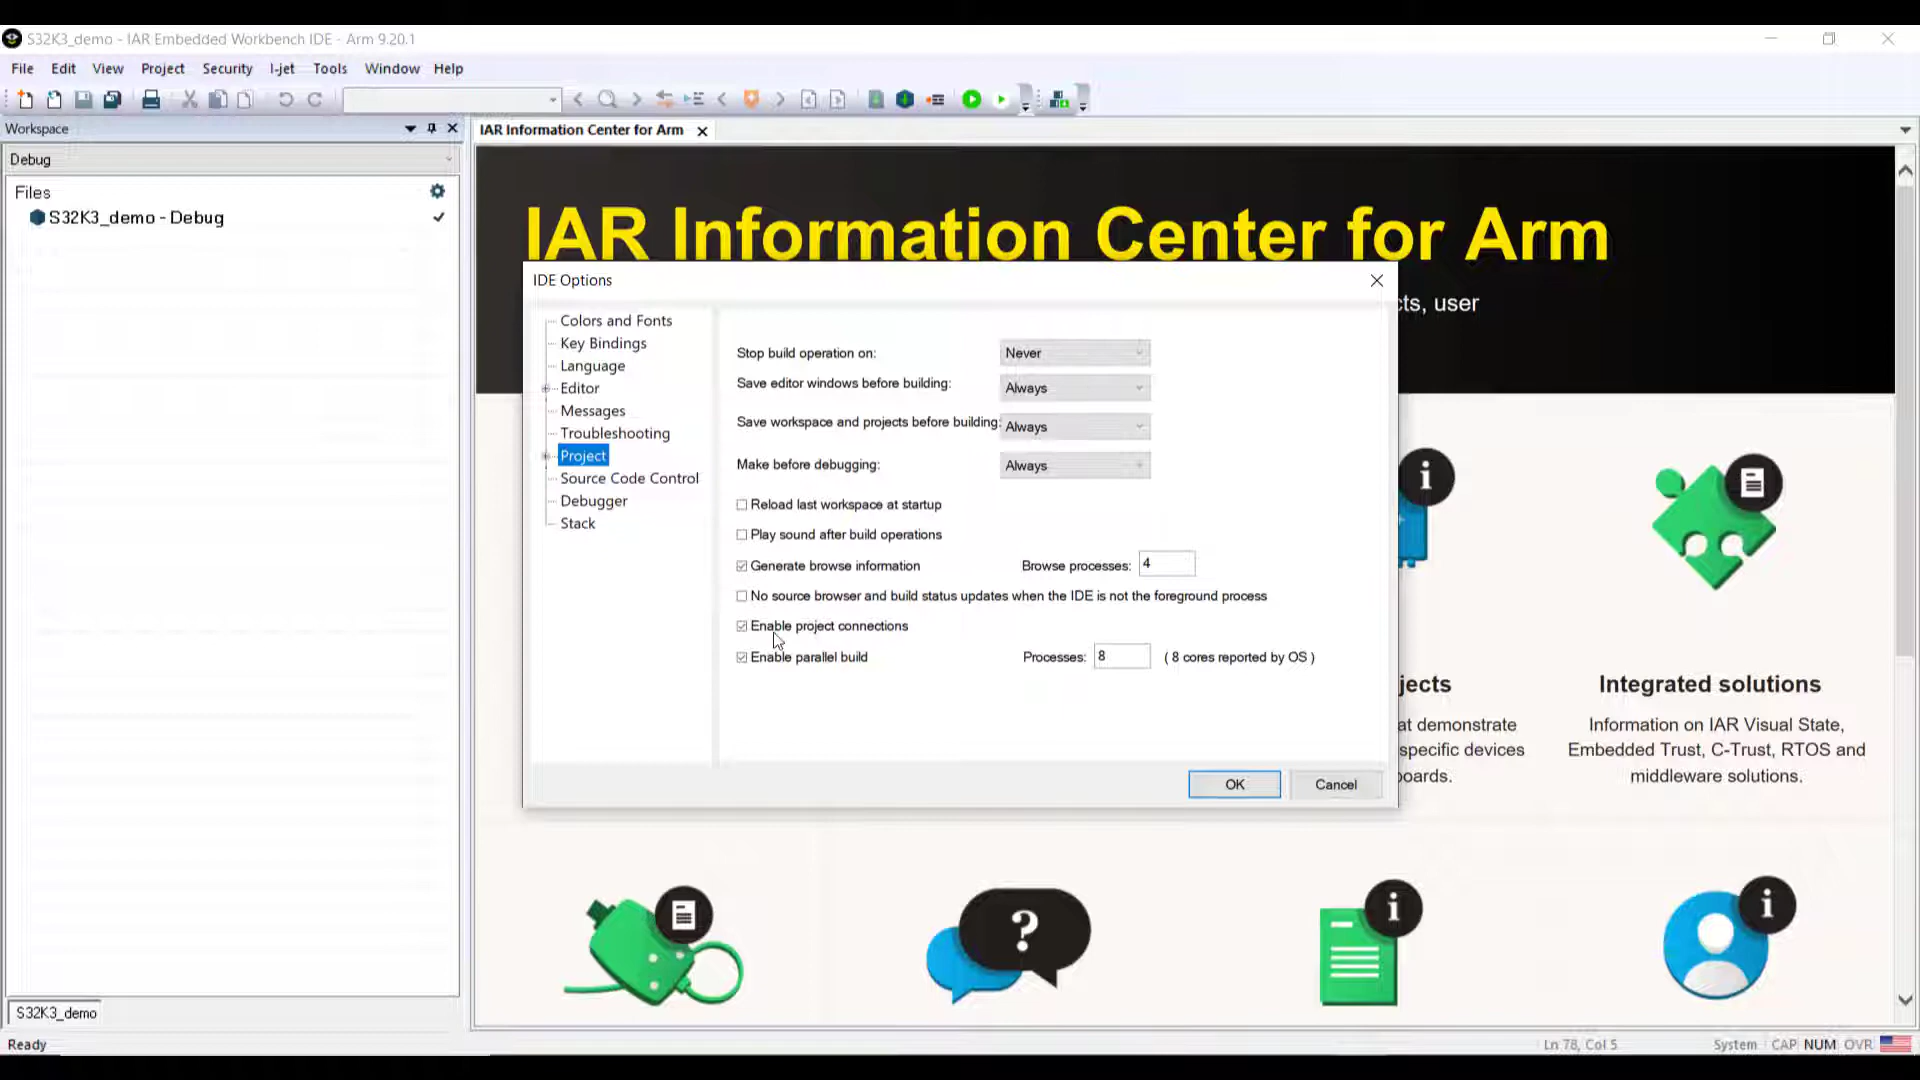 S32K3_demo - IAR Embedded Workbench IDE - Arm 9.20.1
File Edit View Project Security I-jet Tools Window Help
Workspace
IAR Information Center for Arm
Debug
Files
S32K3_demo - Debug
IAR Information Center for Arm
cts, user
IDE Options
Colors and Fonts
Key Bindings
Language
Editor
Messages
Troubleshooting
Project
Source Code Control
Debugger
Stack
Stop build operation on: Never
Save editor windows before building: Always
Save workspace and projects before building: Always
Make before debugging: Always
Reload last workspace at startup
Play sound after build operations
Generate browse information Browse processes: 4
No source browser and build status updates when the IDE is not the foreground process
Enable project connections
Enable parallel build Processes: 8 ( 8 cores reported by OS )
OK Cancel
jects
at demonstrate
specific devices
oards.
Integrated solutions
Information on IAR Visual State,
Embedded Trust, C-Trust, RTOS and
middleware solutions.
S32K3_demo
Ready Ln 78, Col 5 System CAP NUM OVR